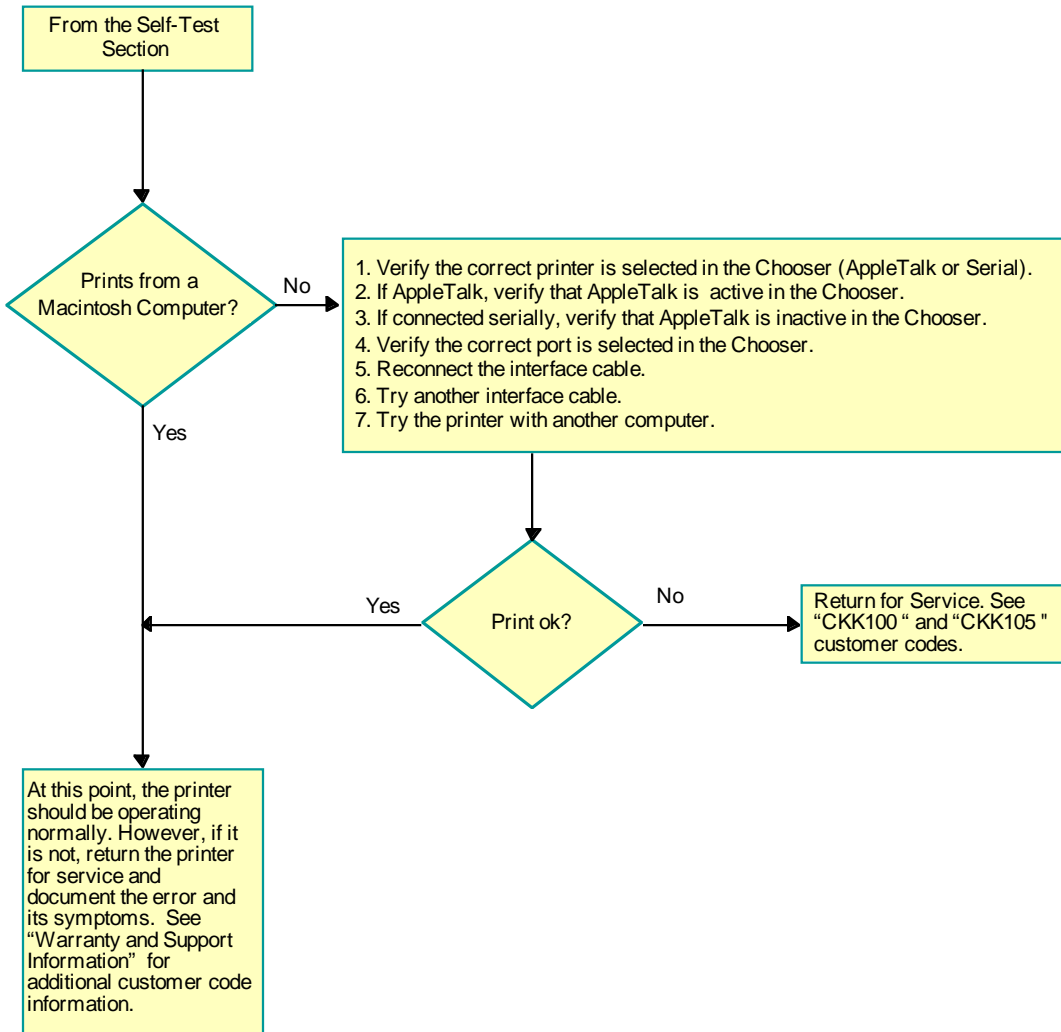 From the Self-Test
Section
Prints from a
Macintosh Computer?
No
1. Verify the correct printer is selected in the Chooser (AppleTalk or Serial).
2. If AppleTalk, verify that AppleTalk is  active in the Chooser.
3. If connected serially, verify that AppleTalk is inactive in the Chooser.
4. Verify the correct port is selected in the Chooser.
5. Reconnect the interface cable.
6. Try another interface cable.
7. Try the printer with another computer.
Yes
Yes
Print ok?
No
Return for Service. See
“CKK100 “ and “CKK105 "
customer codes.
At this point, the printer
should be operating
normally. However, if it
is not, return the printer
for service and
document the error and
its symptoms.  See
“Warranty and Support
Information”  for
additional customer code
information.